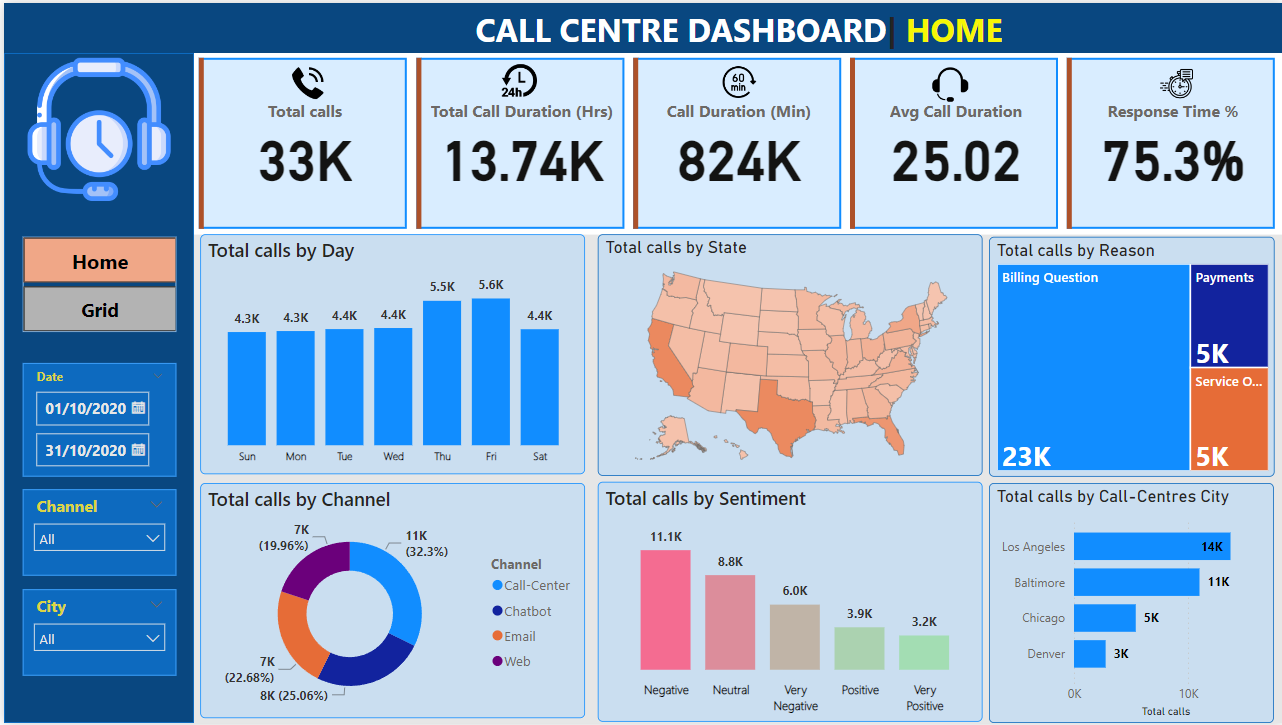 CALL CENTRE DASHBOARD| HOME
Total calls
33K
24h
Total Call Duration (Hrs)
13.74K
60
min
Call Duration (Min)
824K
Avg Call Duration
25.02
Response Time %
75.3%
Home
Grid
Date
01/10/2020
31/10/2020
Channel
All
City
All
Total calls by Day
4.3K
4.3K
4.4K
4.4K
5.5K
5.6K
4.4K
Sun
Mon
Tue
Wed
Thu
Fri
Sat
Total calls by State
Total calls by Reason
Billing Question
23K
Payments
5K
Service O...
5K
Total calls by Channel
7K
(19.96%)
11K
(32.3%)
7K
(22.68%)
8K (25.06%)
Channel
Call-Center
Chatbot
Email
Web
Total calls by Sentiment
11.1K
8.8K
6.0K
3.9K
3.2K
Negative
Neutral
Very
Negative
Positive
Very
Positive
Total calls by Call-Centres City
Los Angeles
14K
Baltimore
11K
Chicago
5K
Denver
3K
0K
10K
Total calls